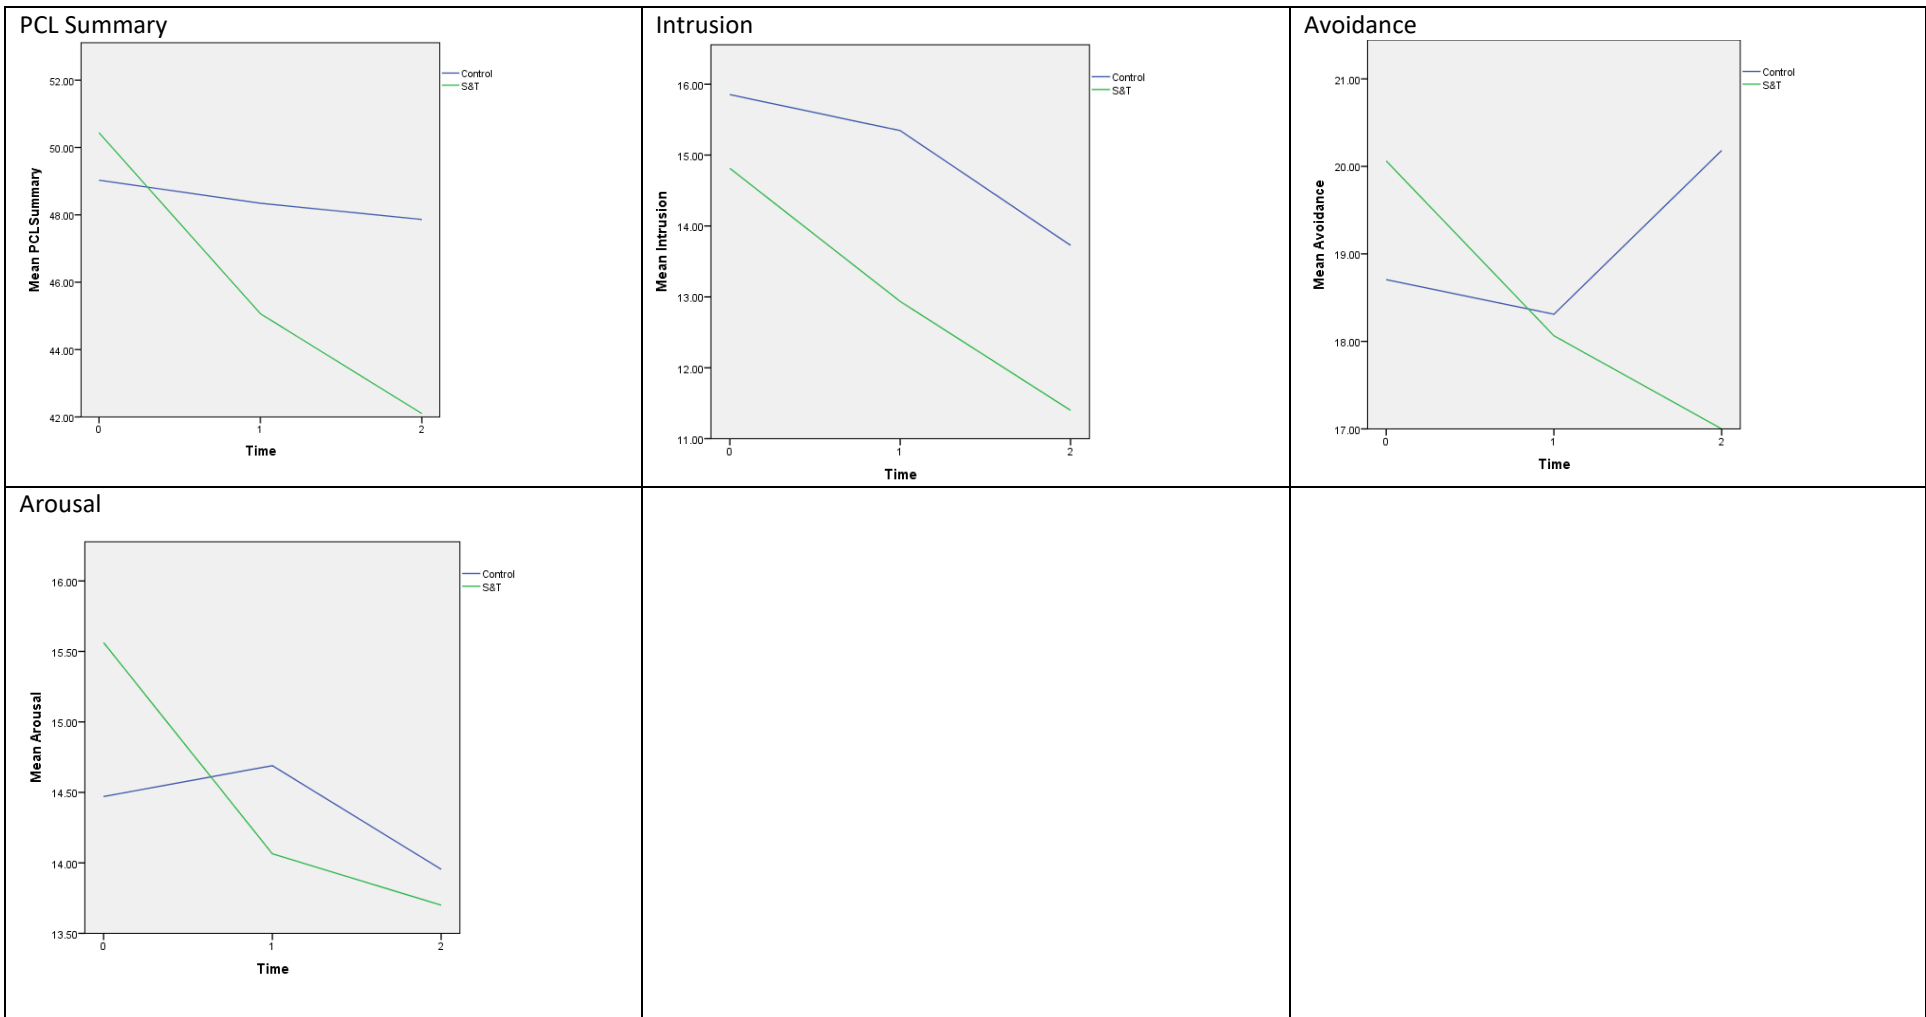 PCL Summary
Mean PCLSummary
52.00
50.00
48.00
46.00
44.00
42.00
0 1 2
Time
Control
S&T
Intrusion
Mean Intrusion
16.00
15.00
14.00
13.00
12.00
11.00
0 1 2
Time
Control
S&T
Avoidance
Mean Avoidance
21.00
20.00
19.00
18.00
17.00
0 1 2
Time
Control
S&T
Arousal
Mean Arousal
16.00
15.50
15.00
14.50
14.00
13.50
0 1 2
Time
Control
S&T